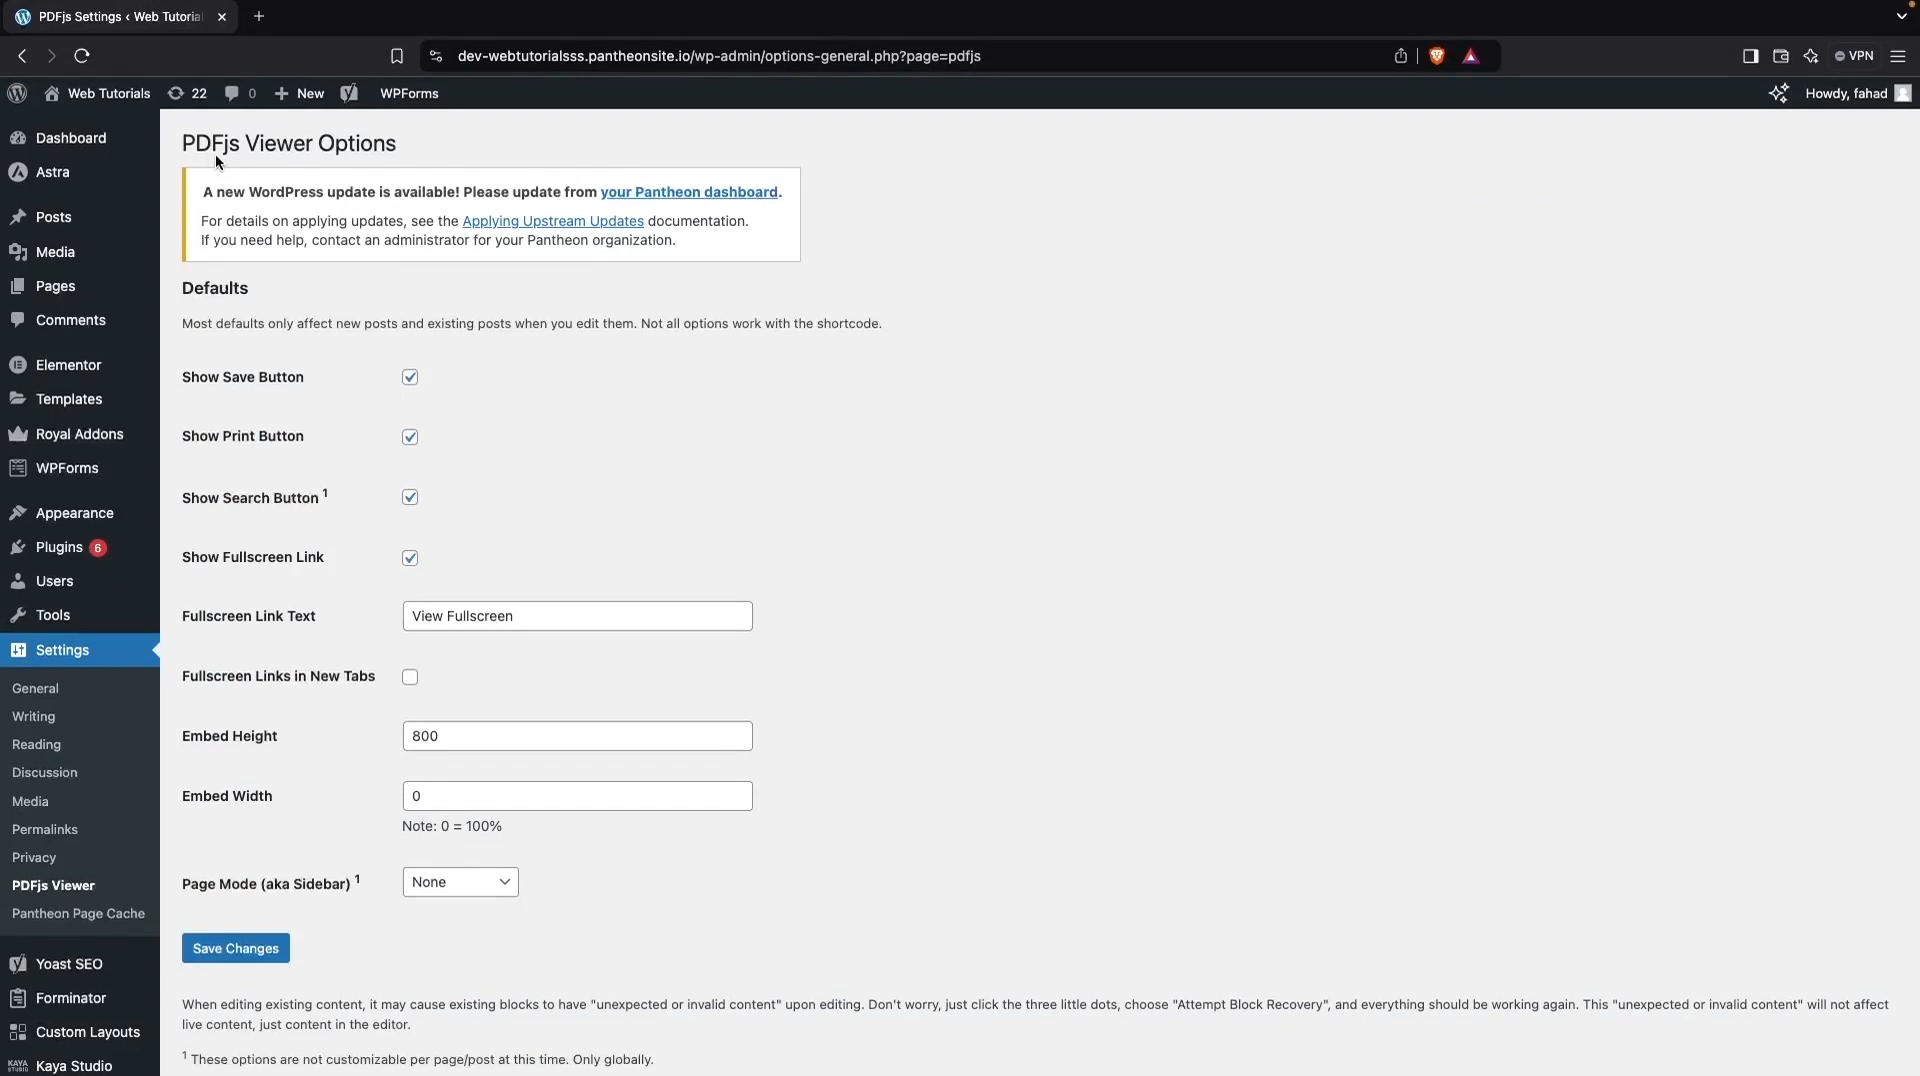 PDFjs Settings ‹ Web Tutoria
dev-webtutorialsss.pantheonsite.io/wp-admin/options-general.php?page=pdfjs
VPN
Web Tutorials
22
0
New
WPForms
Howdy, fahad
Dashboard
Astra
Posts
Media
Pages
Comments
Elementor
Templates
Royal Addons
WPForms
Appearance
Plugins 6
Users
Tools
Settings
General
Writing
Reading
Discussion
Media
Permalinks
Privacy
PDFjs Viewer
Pantheon Page Cache
Yoast SEO
Forminator
Custom Layouts
KAYA STUDIO Kaya Studio
PDFjs Viewer Options
A new WordPress update is available! Please update from your Pantheon dashboard.
For details on applying updates, see the Applying Upstream Updates documentation.
If you need help, contact an administrator for your Pantheon organization.
Defaults
Most defaults only affect new posts and existing posts when you edit them. Not all options work with the shortcode.
Show Save Button
Show Print Button
Show Search Button 1
Show Fullscreen Link
Fullscreen Link Text View Fullscreen
Fullscreen Links in New Tabs
Embed Height 800
Embed Width 0
Note: 0 = 100%
Page Mode (aka Sidebar) 1 None
Save Changes
When editing existing content, it may cause existing blocks to have "unexpected or invalid content" upon editing. Don't worry, just click the three little dots, choose "Attempt Block Recovery", and everything should be working again. This "unexpected or invalid content" will not affect
live content, just content in the editor.
1 These options are not customizable per page/post at this time. Only globally.